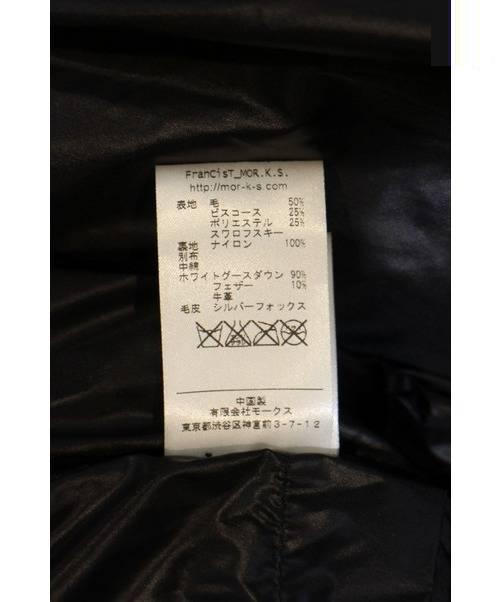 FranCisT_MOR.K.S.
http://mor-k-s.com
表地 毛 50%
ビスコース 25%
ポリエステル 25%
スワロフスキー
裏地 ナイロン 100%
別布
中綿
ホワイトグースダウン 90%
フェザー 10%
牛革
毛皮 シルバーフォックス
中国製
有限会社モークス
東京都渋谷区神宮前3-7-12